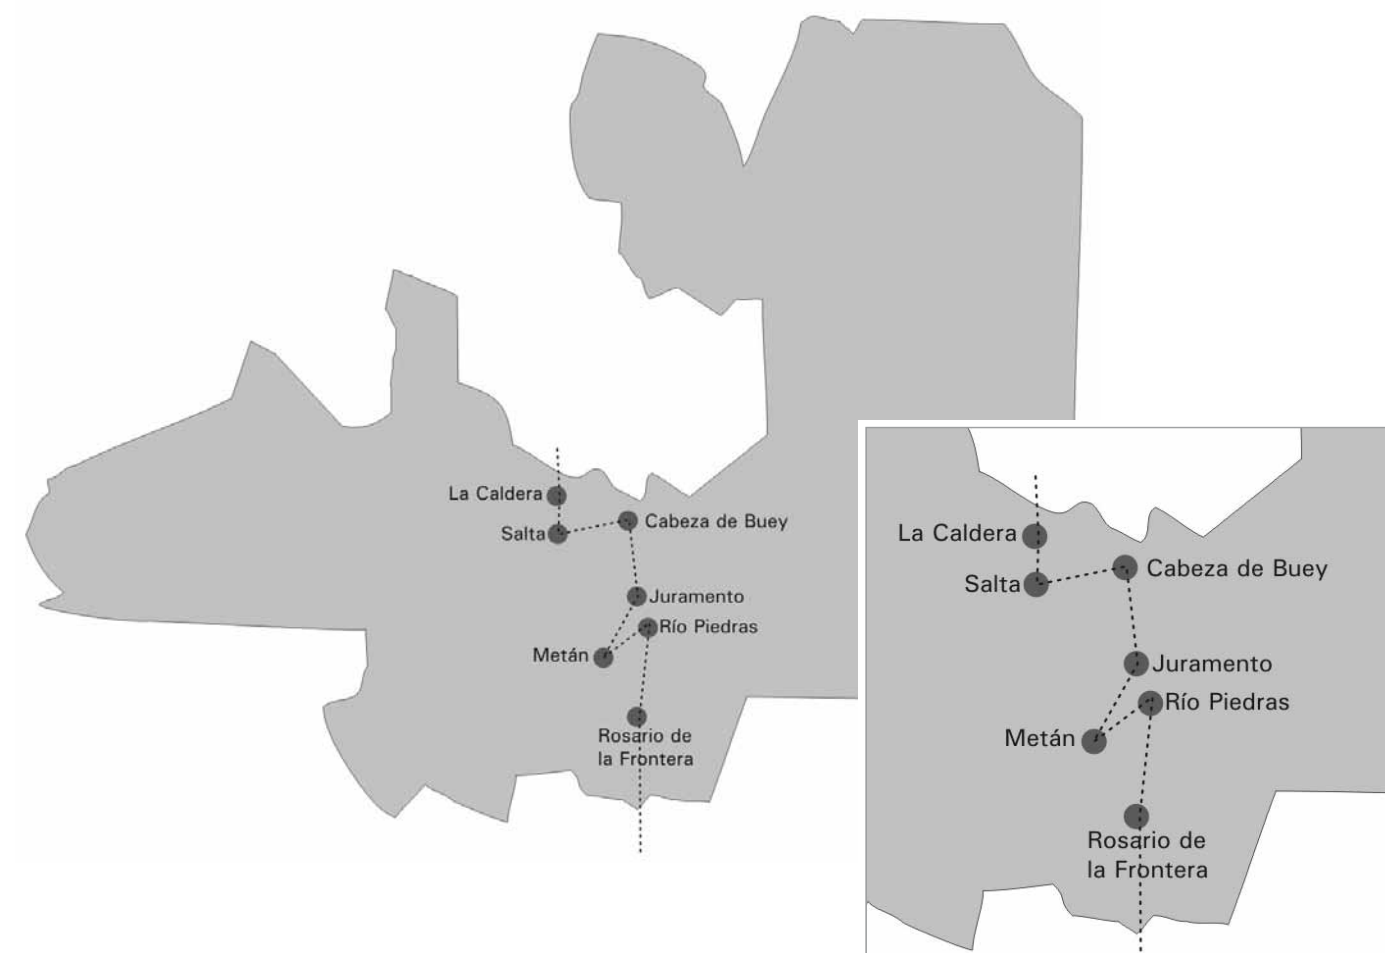 La Caldera
Salta
Cabeza de Buey
Juramento
Río Piedras
Metán
Rosario de
la Frontera
La Caldera
Salta
Cabeza de Buey
Juramento
Río Piedras
Metán
Rosario de
la Frontera